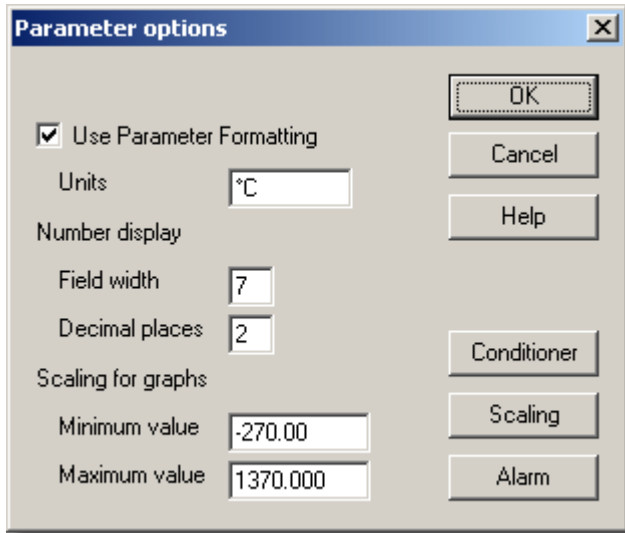 Parameter options
OK
Use Parameter Formatting
Cancel
Units °C
Help
Number display
Field width 7
Decimal places 2
Conditioner
Scaling for graphs
Minimum value -270.00
Scaling
Maximum value 1370.000
Alarm